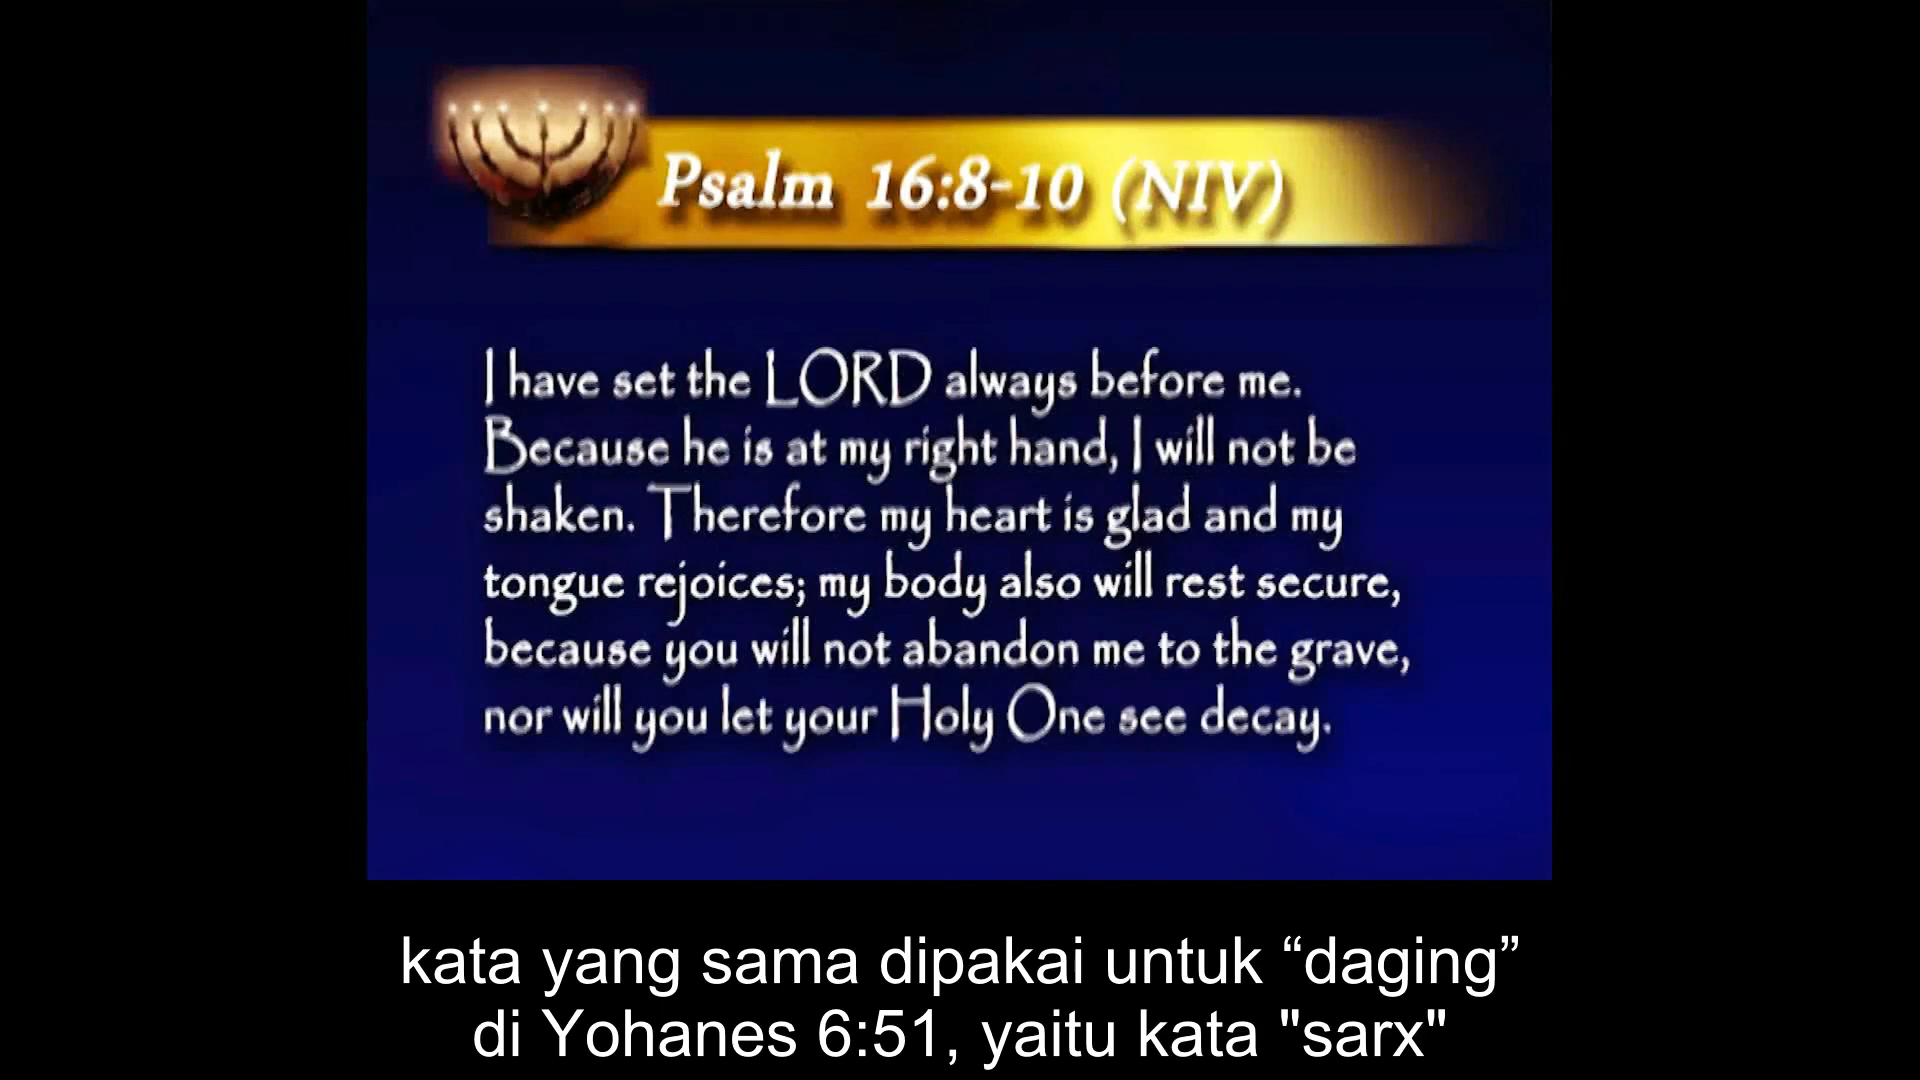 Psalm 16:8-10 (NIV)
I have set the LORD always before me.
Because he is at my right hand, I will not be
shaken. Therefore my heart is glad and my
tongue rejoices; my body also will rest secure,
because you will not abandon me to the grave,
nor will you let your Holy One see decay.
kata yang sama dipakai untuk “daging”
di Yohanes 6:51, yaitu kata "sarx"